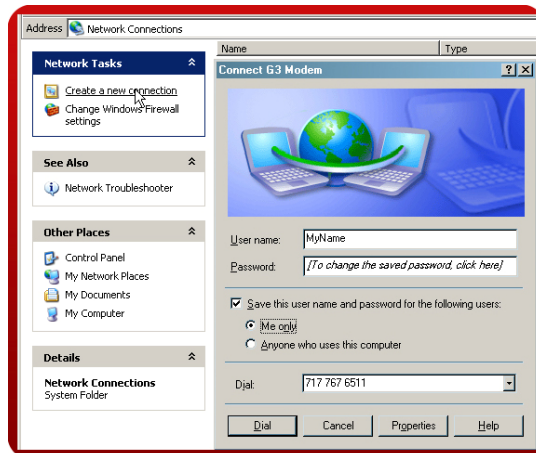 Address Network Connections
Name Type
Network Tasks
Create a new connection
Change Windows Firewall
settings
See Also
Network Troubleshooter
Other Places
Control Panel
My Network Places
My Documents
My Computer
Details
Network Connections
System Folder
Connect G3 Modem
User name: MyName
Password: [To change the saved password, click here]
Save this user name and password for the following users:
Me only
Anyone who uses this computer
Dial: 717 767 6511
Dial Cancel Properties Help